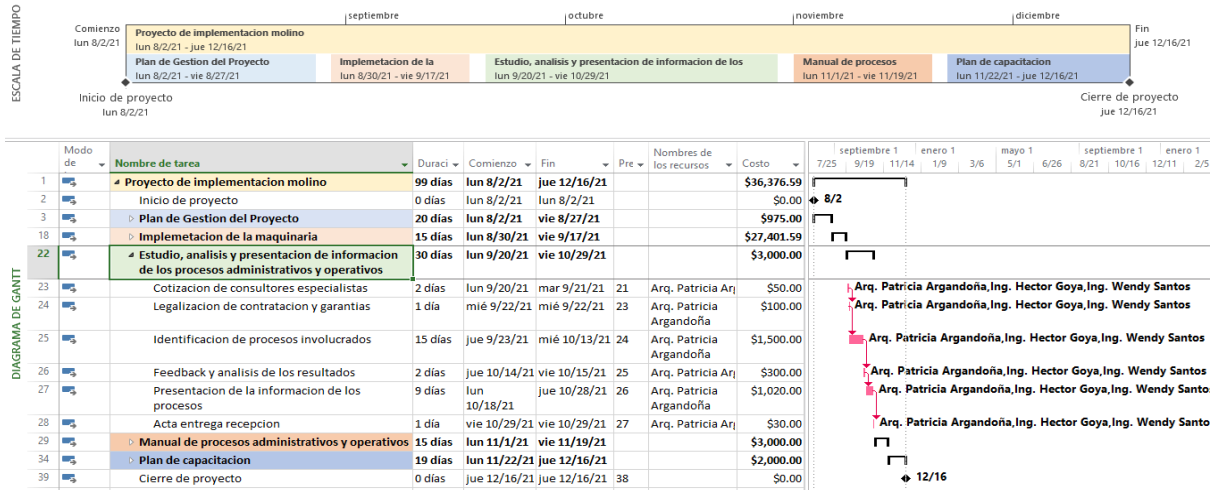 ESCALA DE TIEMPO
septiembre octubre noviembre diciembre
Comienzo
lun 8/2/21
Proyecto de implementacion molino
lun 8/2/21 - jue 12/16/21
Fin
jue 12/16/21
Plan de Gestion del Proyecto
lun 8/2/21 - vie 8/27/21
Implemetacion de la
lun 8/30/21 - vie 9/17/21
Estudio, analisis y presentacion de informacion de los
lun 9/20/21 - vie 10/29/21
Manual de procesos
lun 11/1/21 - vie 11/19/21
Plan de capacitacion
lun 11/22/21 - jue 12/16/21
Inicio de proyecto
lun 8/2/21
Cierre de proyecto
jue 12/16/21
DIAGRAMA DE GANTT
Modo de Nombre de tarea Duraci Comienzo Fin Pre Nombres de los recursos Costo
septiembre 1 enero 1 mayo 1 septiembre 1 enero 1
7/25 9/19 11/14 1/9 3/6 5/1 6/26 8/21 10/16 12/11 2/5
1 Proyecto de implementacion molino 99 días lun 8/2/21 jue 12/16/21 $36,376.59
2 Inicio de proyecto 0 días lun 8/2/21 lun 8/2/21 $0.00 8/2
3 Plan de Gestion del Proyecto 20 días lun 8/2/21 vie 8/27/21 $975.00
18 Implemetacion de la maquinaria 15 días lun 8/30/21 vie 9/17/21 $27,401.59
22 Estudio, analisis y presentacion de informacion 30 días lun 9/20/21 vie 10/29/21 $3,000.00
de los procesos administrativos y operativos
23 Cotizacion de consultores especialistas 2 días lun 9/20/21 mar 9/21/21 21 Arq. Patricia Arg $50.00 Arq. Patricia Argandoña,Ing. Hector Goya,Ing. Wendy Santos
24 Legalizacion de contratacion y garantias 1 día mié 9/22/21 mié 9/22/21 23 Arq. Patricia $100.00 Arq. Patricia Argandoña,Ing. Hector Goya,Ing. Wendy Santos
Argandoña
25 Identificacion de procesos involucrados 15 días jue 9/23/21 mié 10/13/21 24 Arq. Patricia $1,500.00 Arq. Patricia Argandoña,Ing. Hector Goya,Ing. Wendy Santos
Argandoña
26 Feedback y analisis de los resultados 2 días jue 10/14/21 vie 10/15/21 25 Arq. Patricia Arg $300.00 Arq. Patricia Argandoña,Ing. Hector Goya,Ing. Wendy Santos
27 Presentacion de la informacion de los 9 días lun jue 10/28/21 26 Arq. Patricia $1,020.00 Arq. Patricia Argandoña,Ing. Hector Goya,Ing. Wendy Santo
procesos 10/18/21 Argandoña
28 Acta entrega recepcion 1 día vie 10/29/21 vie 10/29/21 27 Arq. Patricia Arg $30.00 Arq. Patricia Argandoña,Ing. Hector Goya,Ing. Wendy Santo
29 Manual de procesos administrativos y operativos 15 días lun 11/1/21 vie 11/19/21 $3,000.00
34 Plan de capacitacion 19 días lun 11/22/21 jue 12/16/21 $2,000.00
39 Cierre de proyecto 0 días jue 12/16/21 jue 12/16/21 38 $0.00 12/16